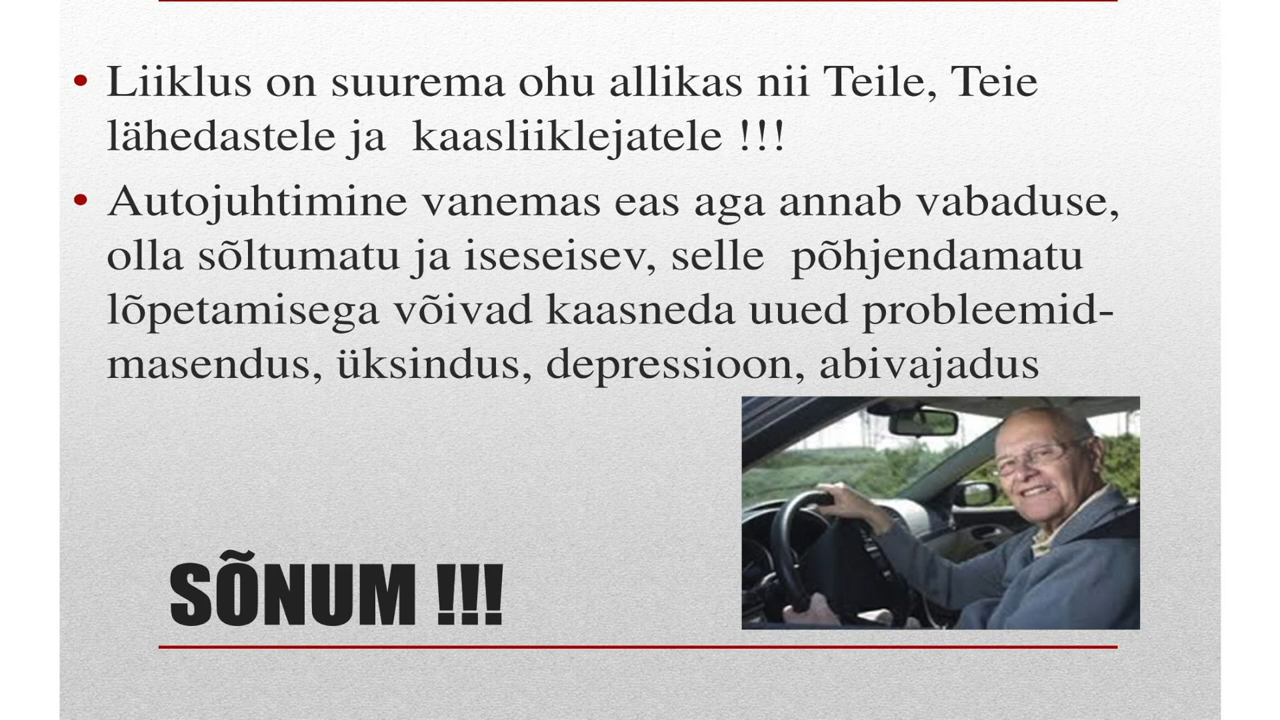 • Liiklus on suurema ohu allikas nii Teile, Teie
lähedastele ja  kaasliiklejatele !!!
• Autojuhtimine vanemas eas aga annab vabaduse,
olla sõltumatu ja iseseisev, selle  põhjendamatu
lõpetamisega võivad kaasneda uued probleemid-
masendus, üksindus, depressioon, abivajadus
SÕNUM !!!